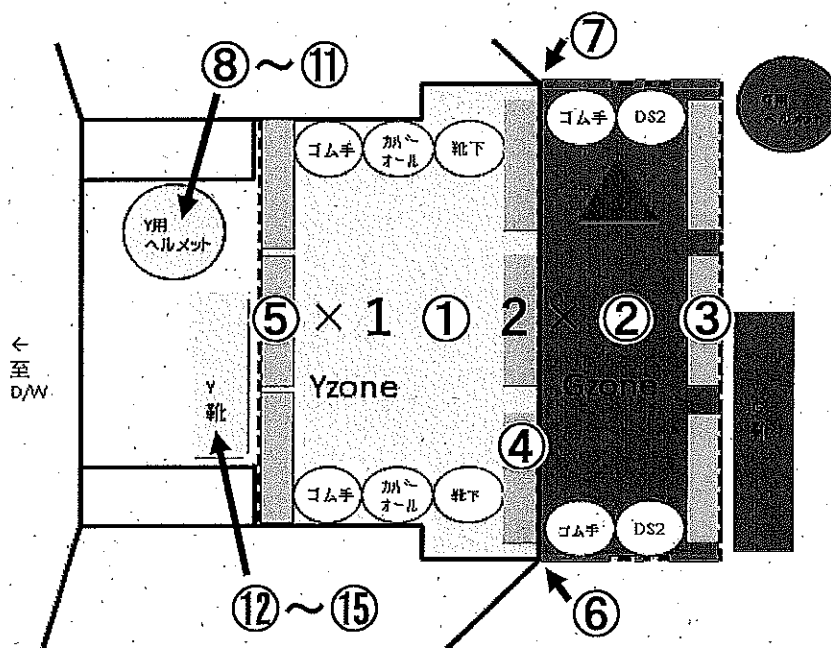 ⑧～⑪
⑦
ゴム手
カバーオール
靴下
ゴム手
DS2
Y用
ヘルメット
⑤ × 1 ① 2 × ② ③
Yzone
Gzone
←
至
D/W
Y
靴
④
ゴム手
カバーオール
靴下
ゴム手
DS2
⑫～⑮
⑥